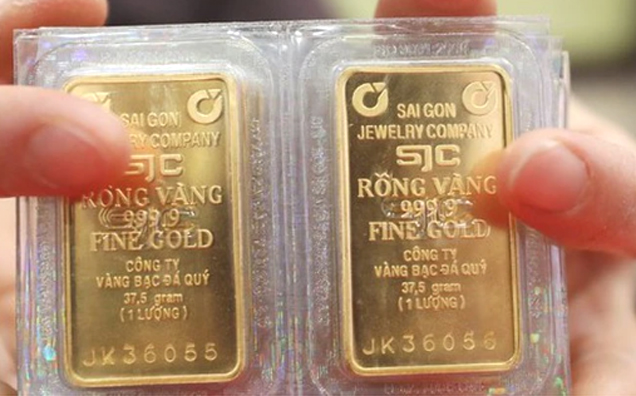 SAI GON
RY COMPANY
SJC
RỒNG VÀNG
999.9
FINE GOLD
CÔNG TY
VÀNG BẠC ĐÁ QUÝ
37,5 gram
(1 LƯỢNG)
JK36055
SAI GON
JEWELRY COMPANY
SJC
RỒNG VÀNG
999.9
FINE GOLD
CÔNG TY
VÀNG BẠC ĐÁ QUÝ
37,5 gram
(1 LƯỢNG)
JK36056